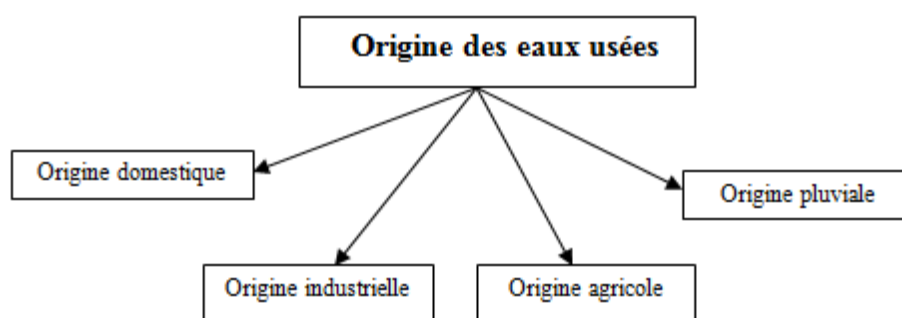 Origine des eaux usées
Origine domestique
Origine pluviale
Origine industrielle
Origine agricole